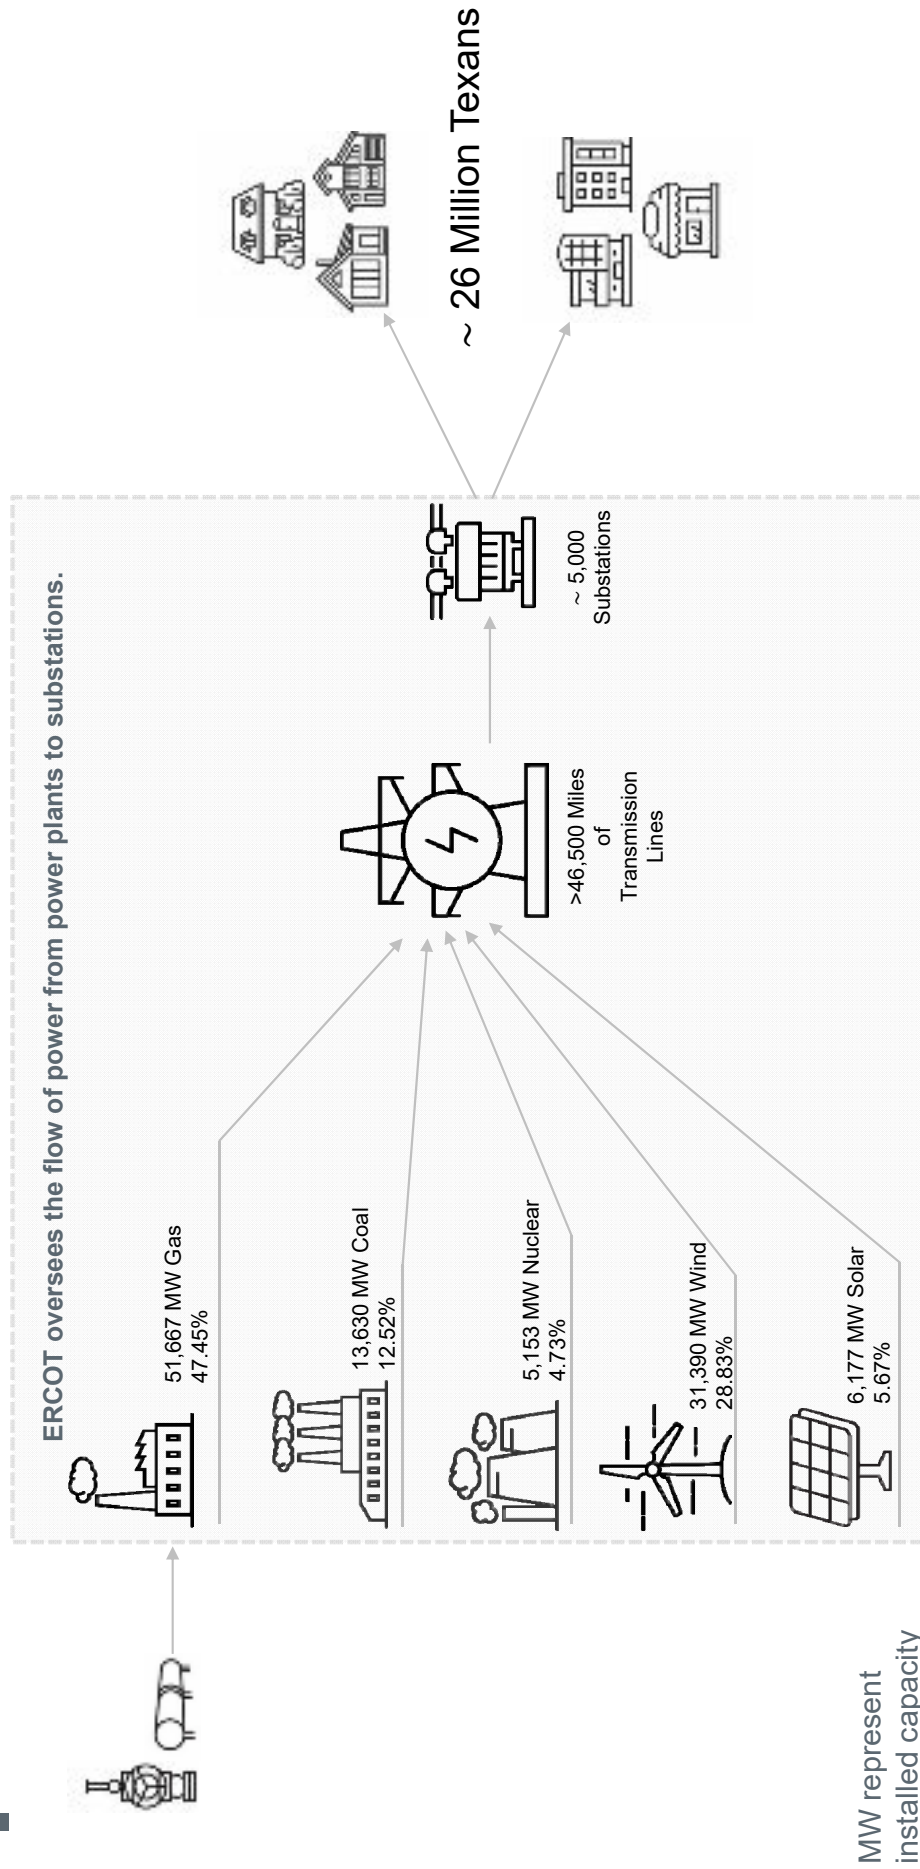 ERCOT oversees the flow of power from power plants to substations.
51,667 MW Gas
47.45%
13,630 MW Coal
12.52%
5,153 MW Nuclear
4.73%
31,390 MW Wind
28.83%
6,177 MW Solar
5.67%
>46,500 Miles
of
Transmission
Lines
~ 5,000
Substations
~ 26 Million Texans
MW represent
installed capacity